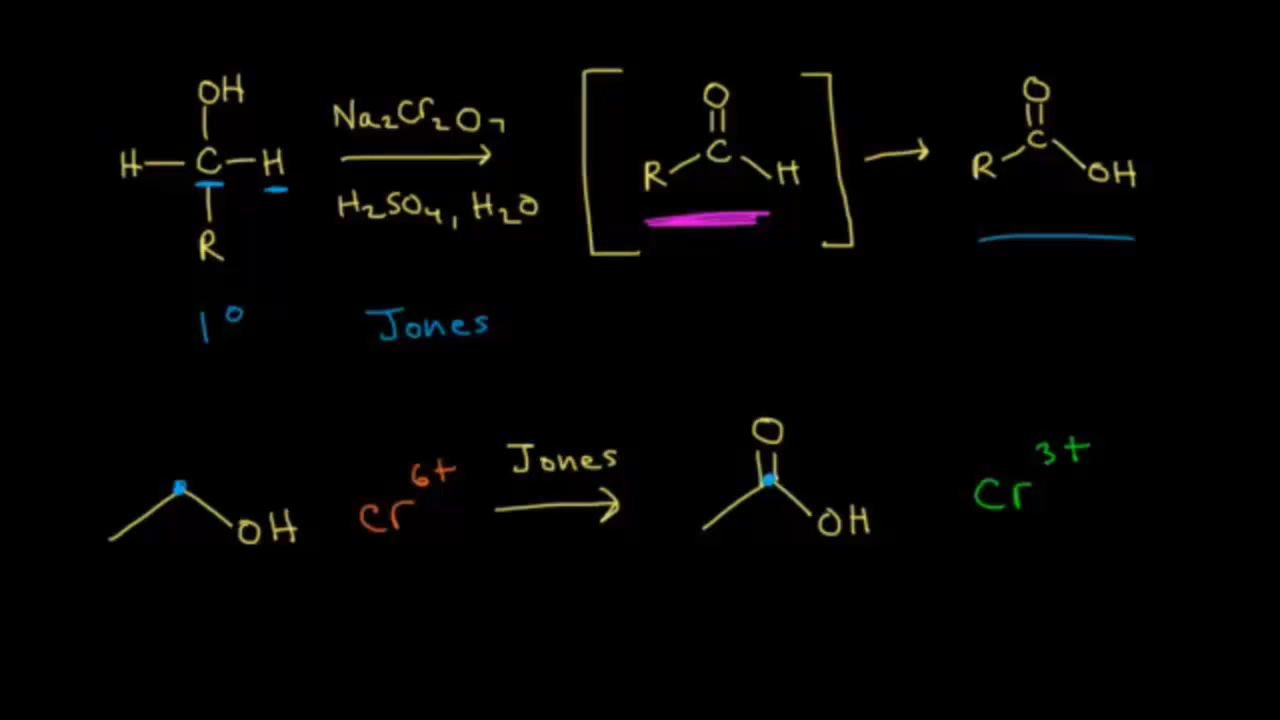 OH O O
H C H Na₂Cr₂O₇ R C H R C OH
R H₂SO₄, H₂O
1° Jones
OH Cr⁶⁺ Jones O OH Cr³⁺